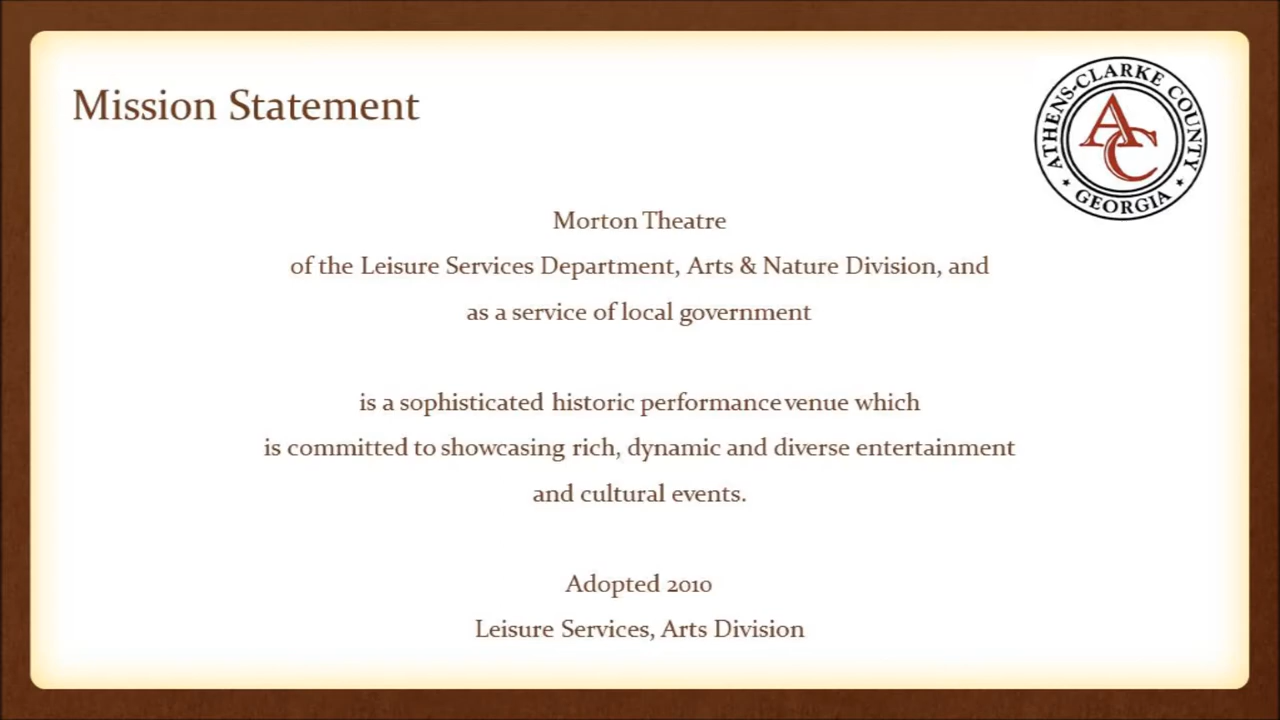 Mission Statement
ATHENS-CLARKE COUNTY
AC
GEORGIA
Morton Theatre
of the Leisure Services Department, Arts & Nature Division, and
as a service of local government
is a sophisticated historic performance venue which
is committed to showcasing rich, dynamic and diverse entertainment
and cultural events.
Adopted 2010
Leisure Services, Arts Division